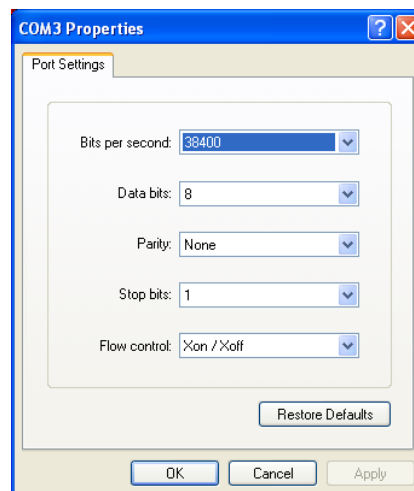 COM3 Properties
Port Settings
Bits per second: 38400
Data bits: 8
Parity: None
Stop bits: 1
Flow control: Xon / Xoff
Restore Defaults
OK Cancel Apply